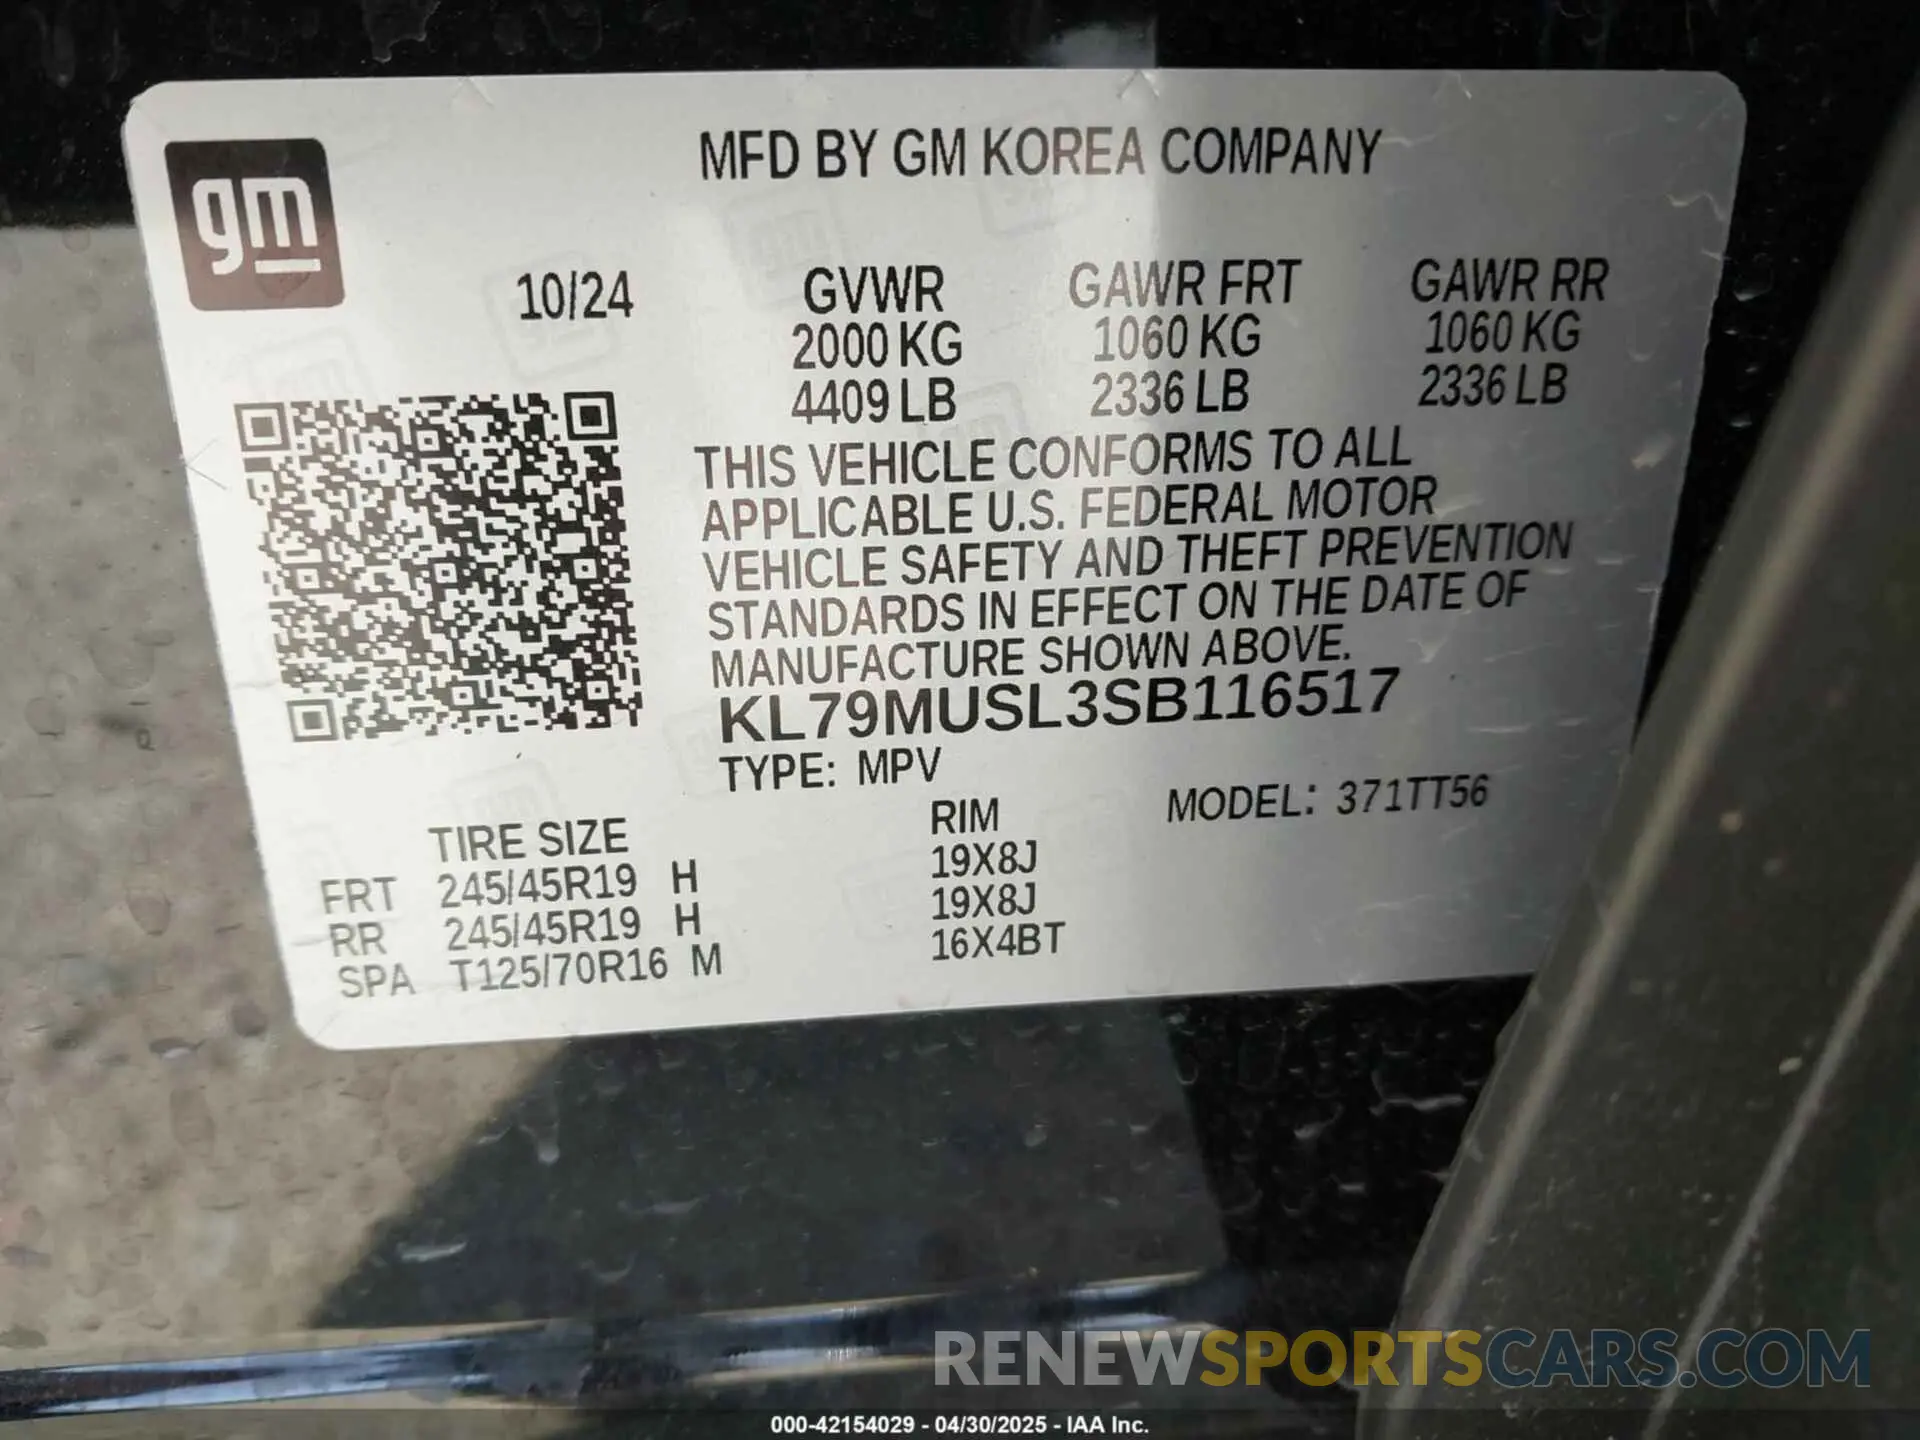 MFD BY GM KOREA COMPANY
gm
10/24 GVWR GAWR FRT GAWR RR
2000 KG 1060 KG 1060 KG
4409 LB 2336 LB 2336 LB
THIS VEHICLE CONFORMS TO ALL
APPLICABLE U.S. FEDERAL MOTOR
VEHICLE SAFETY AND THEFT PREVENTION
STANDARDS IN EFFECT ON THE DATE OF
MANUFACTURE SHOWN ABOVE.
KL79MUSL3SB116517
TYPE: MPV
MODEL: 371TT56
TIRE SIZE RIM
FRT 245/45R19 H 19X8J
RR 245/45R19 H 19X8J
SPA T125/70R16 M 16X4BT
RENEWSPORTSCARS.COM
000-42154029 - 04/30/2025 - IAA Inc.